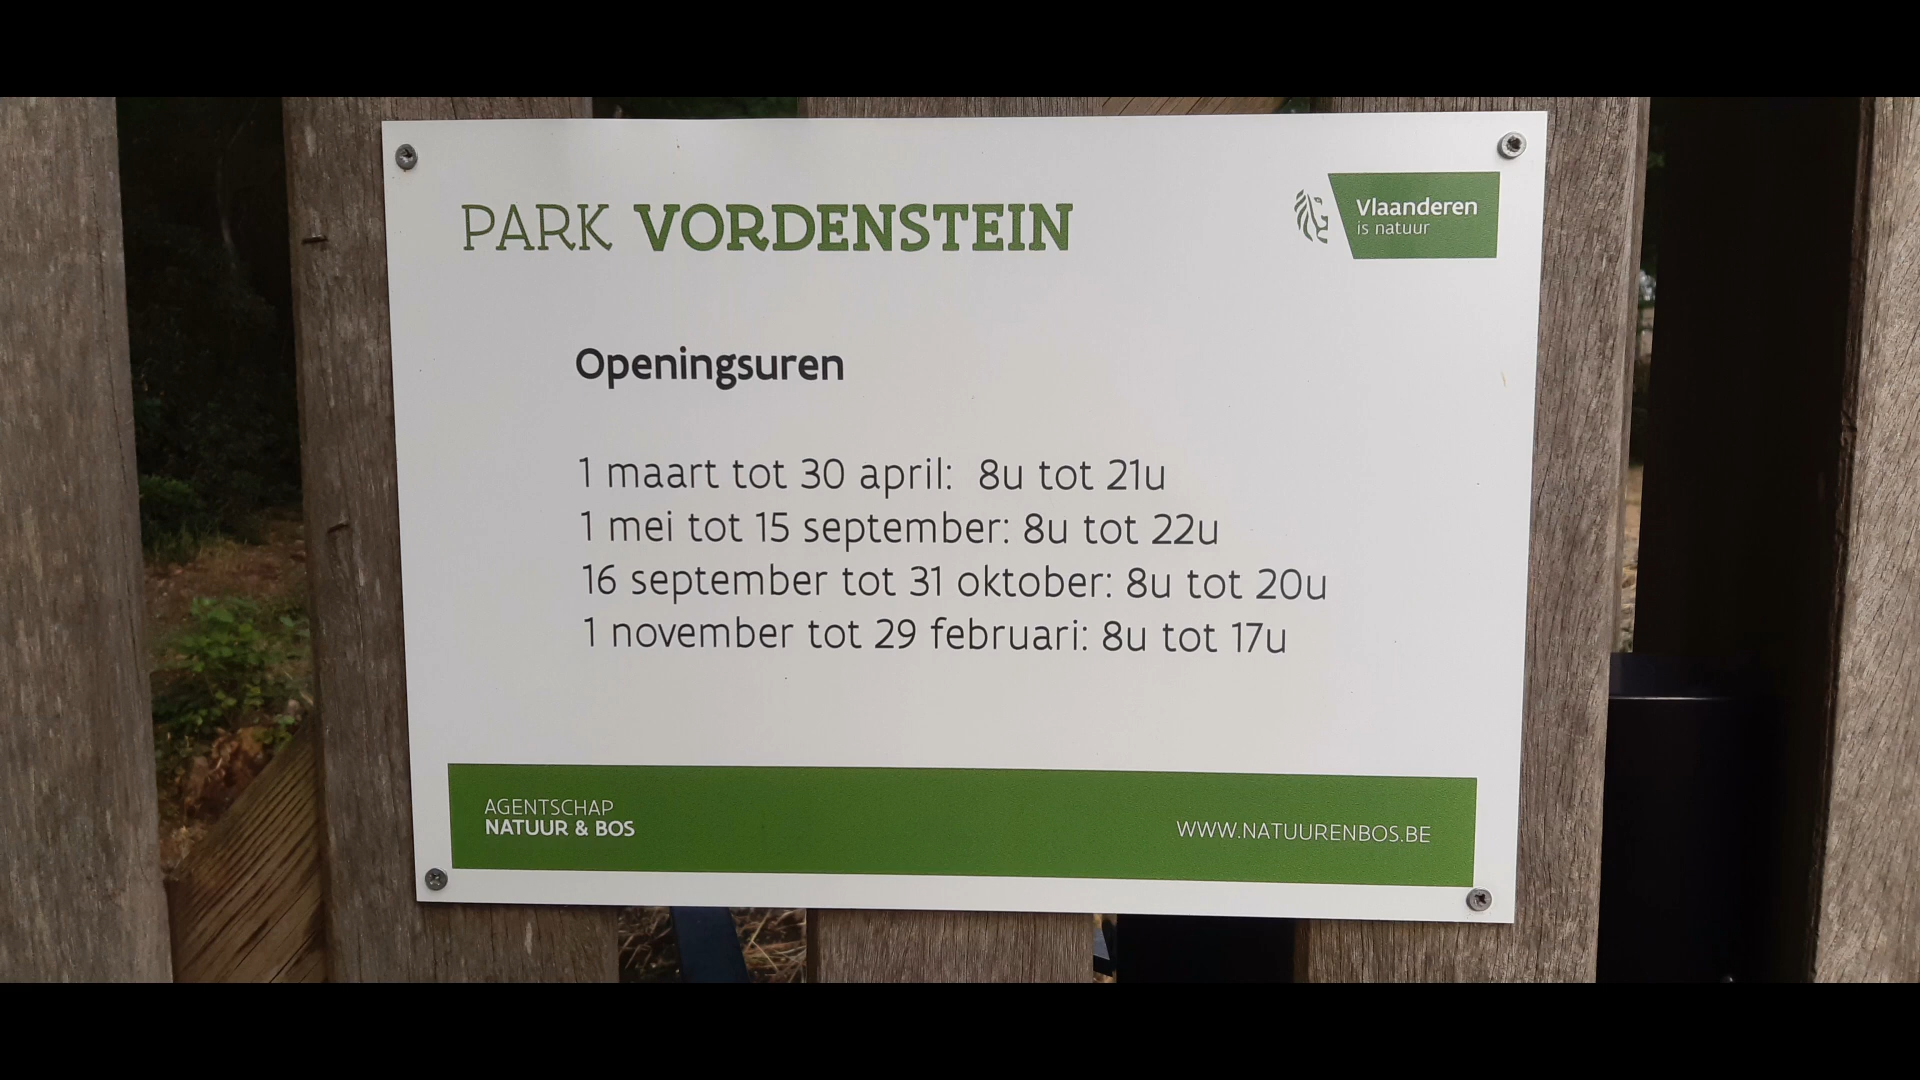 PARK VORDENSTEIN
Vlaanderen
is natuur
Openingsuren
1 maart tot 30 april: 8u tot 21u
1 mei tot 15 september: 8u tot 22u
16 september tot 31 oktober: 8u tot 20u
1 november tot 29 februari: 8u tot 17u
AGENTSCHAP
NATUUR & BOS
WWW.NATUURENBOS.BE